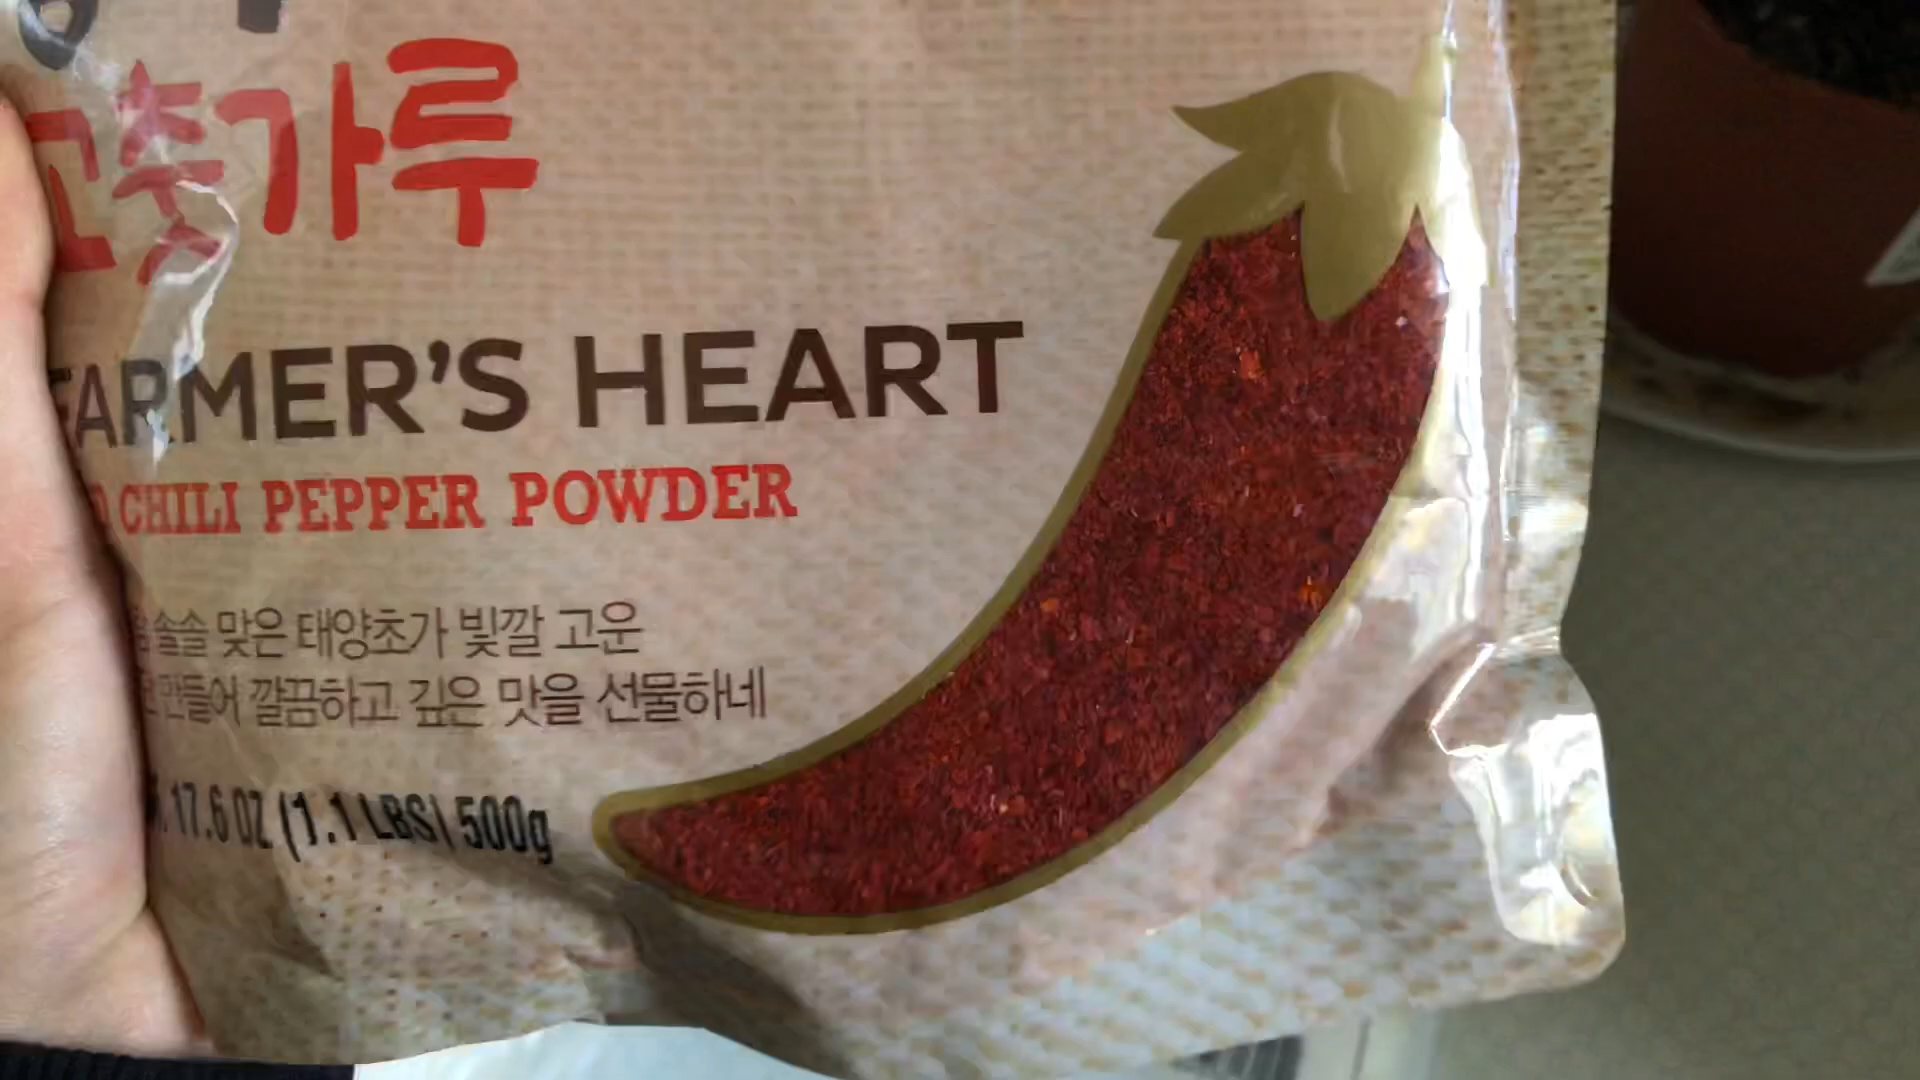 고춧가루
FARMER'S HEART
CHILI PEPPER POWDER
솔솔 맞은 태양초가 빛깔 고운
만들어 깔끔하고 깊은 맛을 선물하네
17.6 OZ (1.1 LBS) 500g